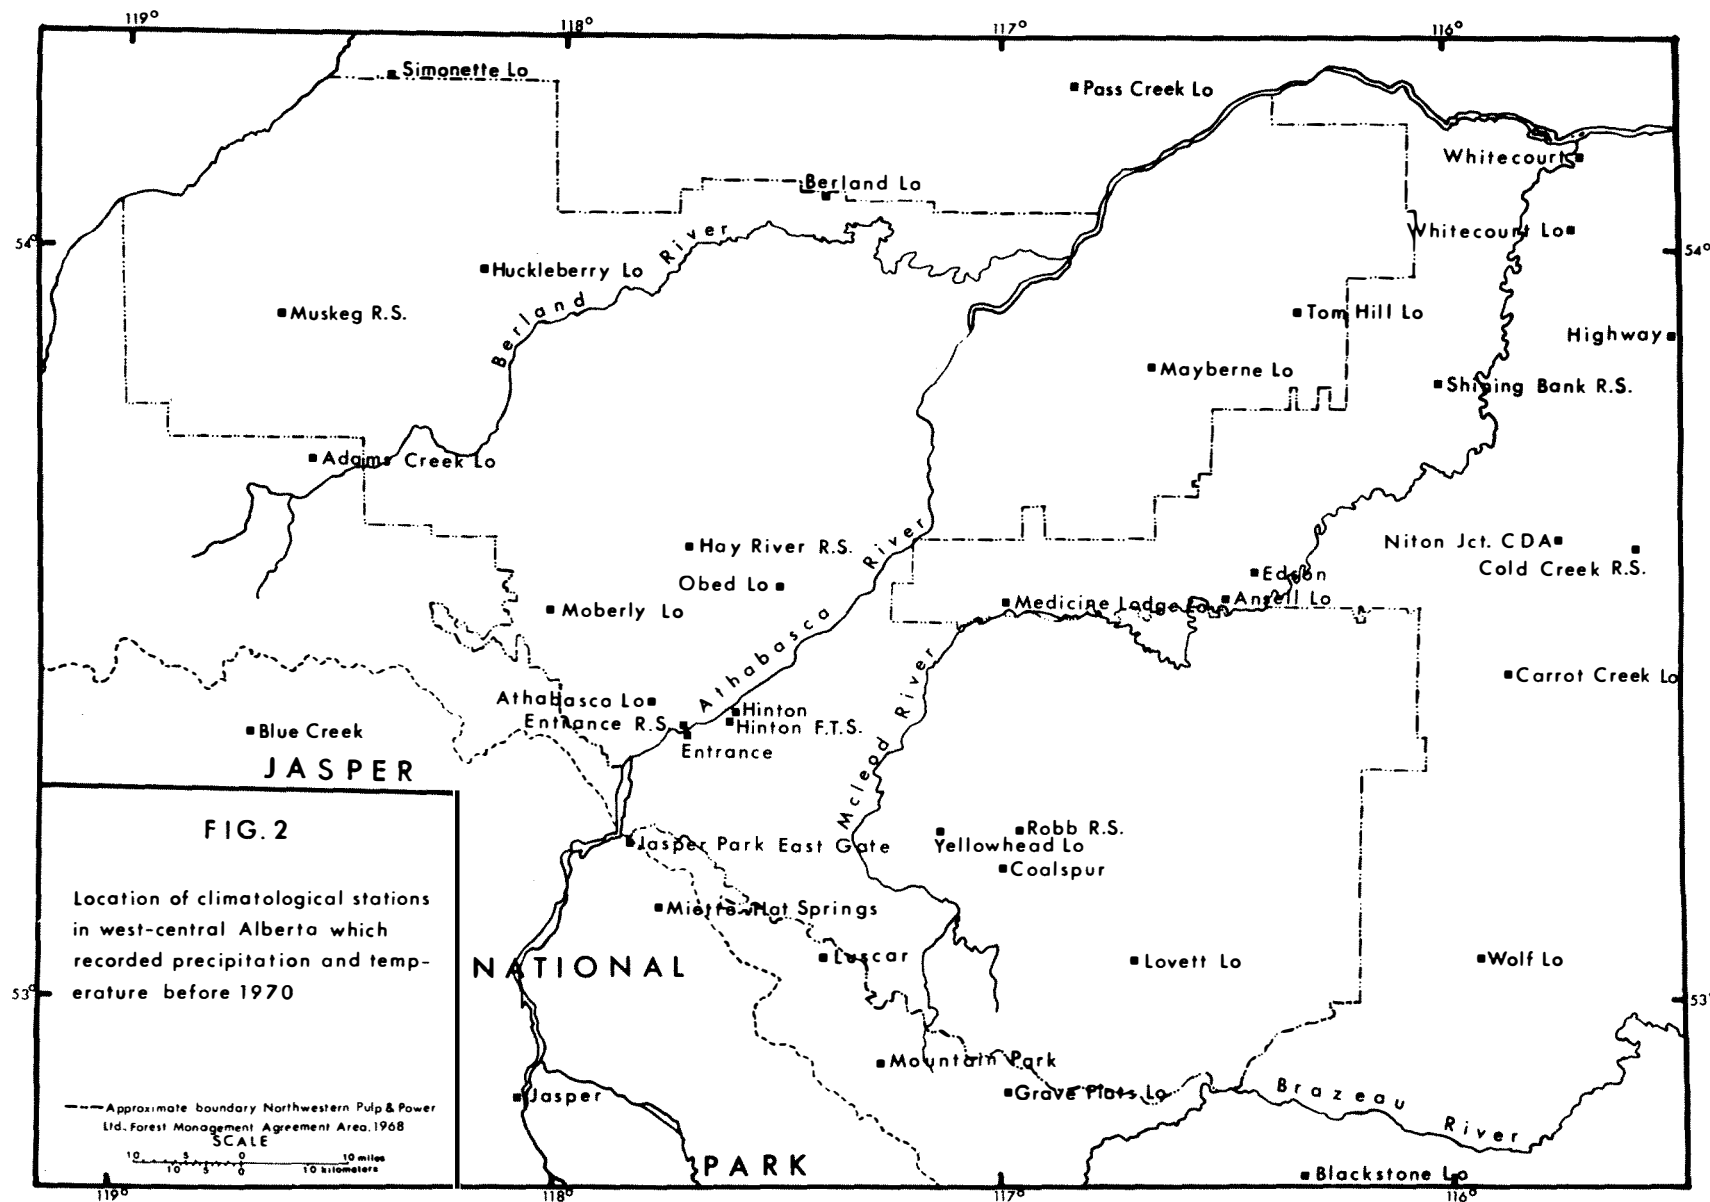 119°
118°
117°
116°
Simonette Lo
Pass Creek Lo
Whitecourt
Berland Lo
Whitecourt Lo
54°
54°
Berland River
Huckleberry Lo
Muskeg R.S.
Tom Hill Lo
Highway
Mayberne Lo
Shining Bank R.S.
Adams Creek Lo
Hay River R.S.
Niton Jct. CDA
Cold Creek R.S.
Obed Lo
Edson
Moberly Lo
Medicine Lodge Lo
Ansell Lo
Athabasca River
Carrot Creek Lo
Athabasca Lo
Hinton
Entrance R.S.
Hinton F.T.S.
Entrance
Blue Creek
Mcleod River
JASPER
FIG. 2
Location of climatological stations
in west-central Alberta which
recorded precipitation and temp-
erature before 1970
Robb R.S.
Yellowhead Lo
Jasper Park East Gate
Coalspur
Miette Hot Springs
Luscar
NATIONAL
Lovett Lo
Wolf Lo
53°
53°
Mountain Park
Grave Flats Lo
Brazeau River
Jasper
Approximate boundary Northwestern Pulp & Power
Ltd. Forest Management Agreement Area. 1968
SCALE
10 5 0 10 miles
10 5 0 10 kilometers
PARK
Blackstone Lo
119°
118°
117°
116°